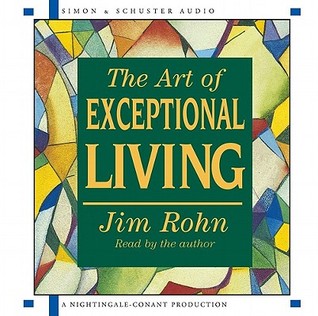 SIMON & SCHUSTER AUDIO
The Art of
EXCEPTIONAL
LIVING
Jim Rohn
Read by the author
A NIGHTINGALE-CONANT PRODUCTION